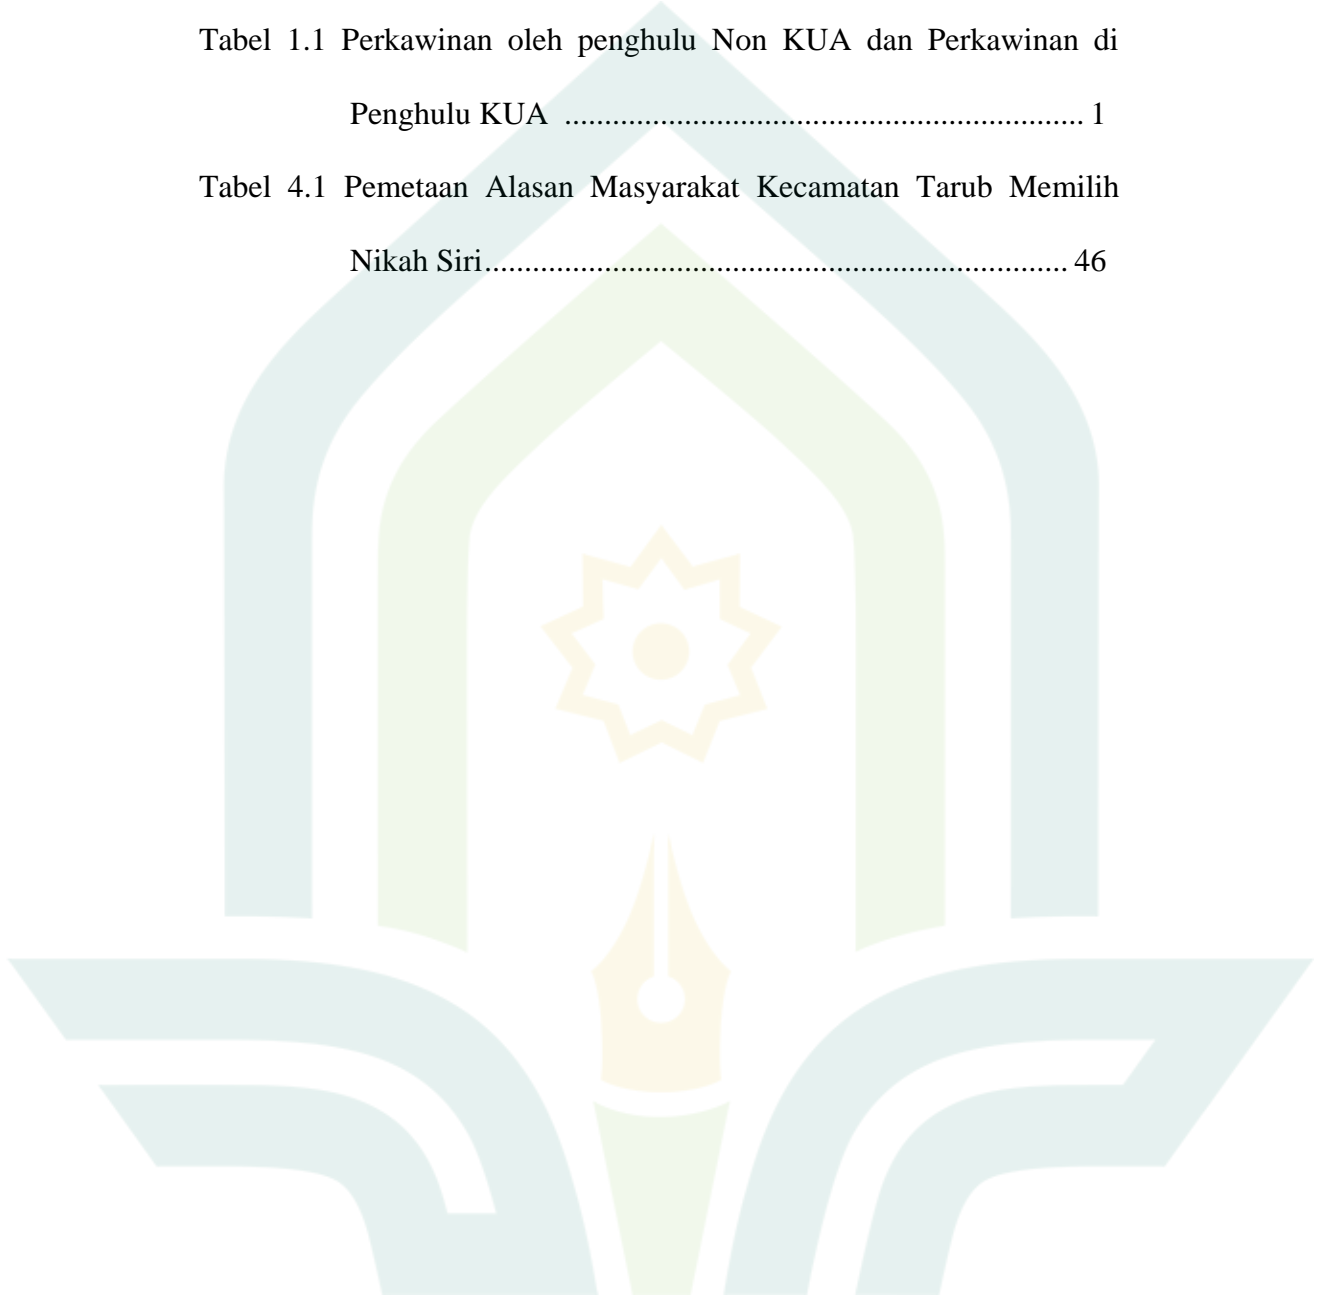 Tabel 1.1 Perkawinan oleh penghulu Non KUA dan Perkawinan di
Penghulu KUA ................................................................. 1
Tabel 4.1 Pemetaan Alasan Masyarakat Kecamatan Tarub Memilih
Nikah Siri......................................................................... 46